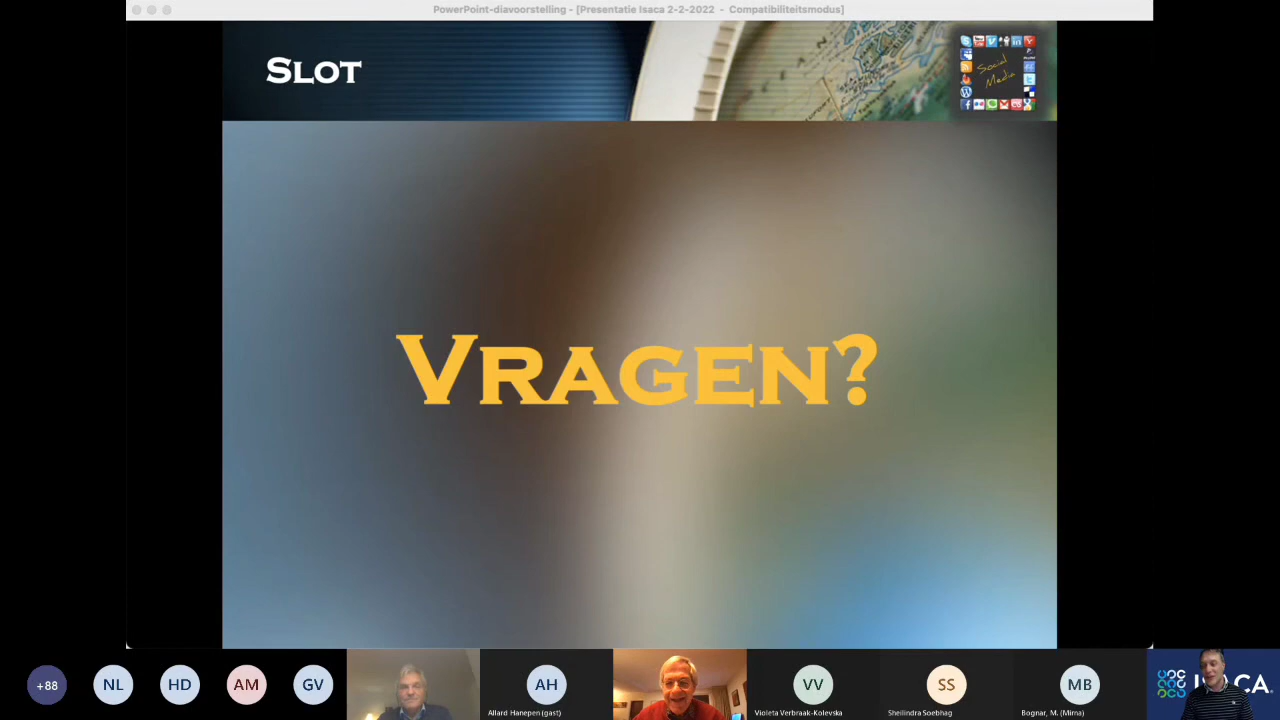 PowerPoint-diavoorstelling - [Presentatie Isaca 2-2-2022 - Compatibiliteitsmodus]
Slot
Social
Media
Vragen?
+88
NL
HD
AM
GV
AH
Allard Hanepen (gast)
VV
Violeta Verbraak-Kolevska
SS
Sheilindra Soebhag
MB
Bognar, M. (Mirna)